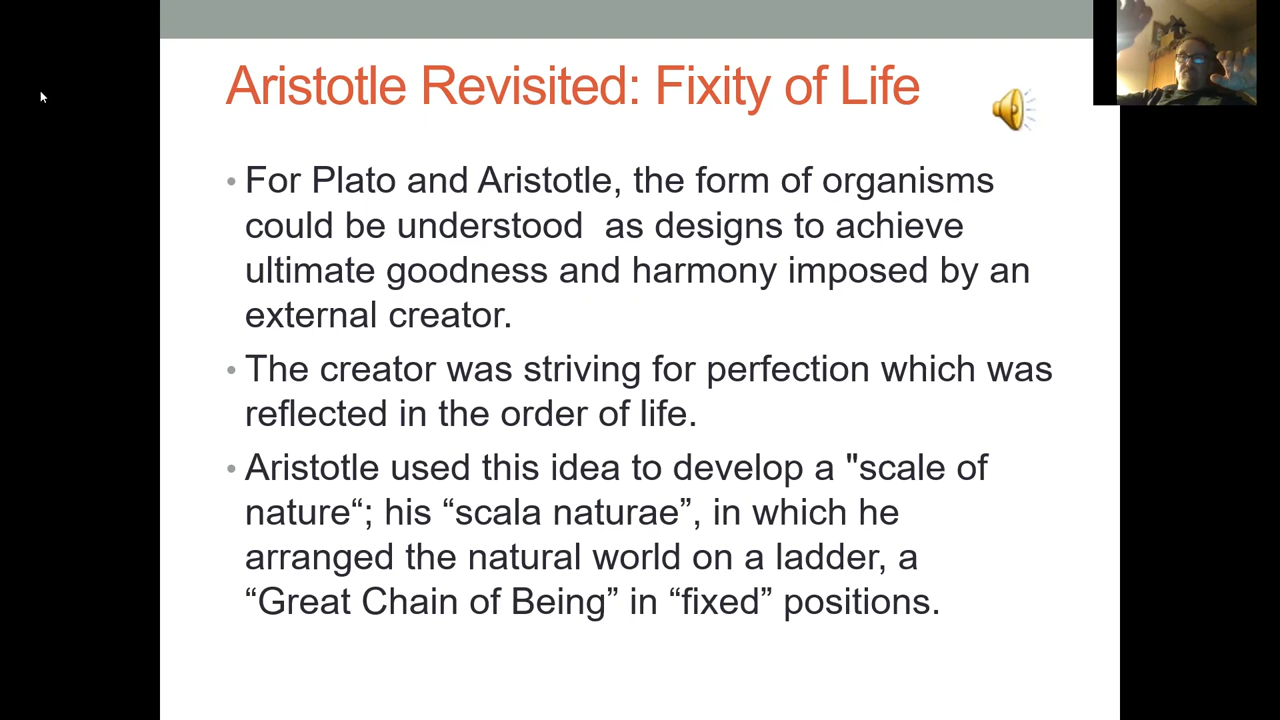 Aristotle Revisited: Fixity of Life
• For Plato and Aristotle, the form of organisms
could be understood  as designs to achieve
ultimate goodness and harmony imposed by an
external creator.
• The creator was striving for perfection which was
reflected in the order of life.
• Aristotle used this idea to develop a "scale of
nature“; his “scala naturae”, in which he
arranged the natural world on a ladder, a
“Great Chain of Being” in “fixed” positions.